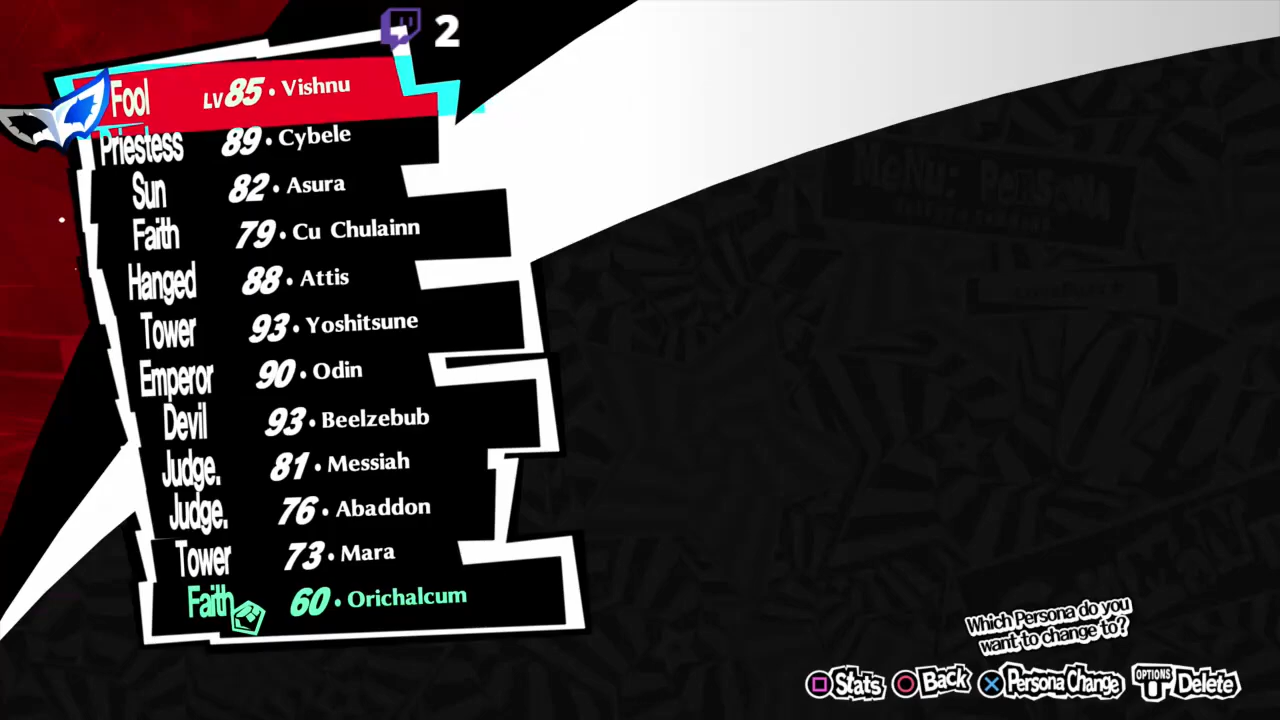 2
Fool LV85 • Vishnu
Priestess 89 • Cybele
Sun 82 • Asura
Faith 79 • Cu Chulainn
Hanged 88 • Attis
Tower 93 • Yoshitsune
Emperor 90 • Odin
Devil 93 • Beelzebub
Judge. 81 • Messiah
Judge. 76 • Abaddon
Tower 73 • Mara
Faith 60 • Orichalcum
MeNU: PeRSoNA
Which Persona do you
want to change to?
Stats Back Persona Change OPTIONS Delete